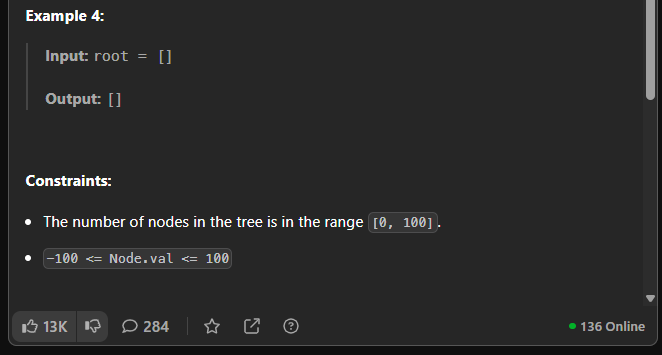 Example 4:
Input: root = []
Output: []
Constraints:
• The number of nodes in the tree is in the range [0, 100].
• -100 <= Node.val <= 100
13K 284 136 Online